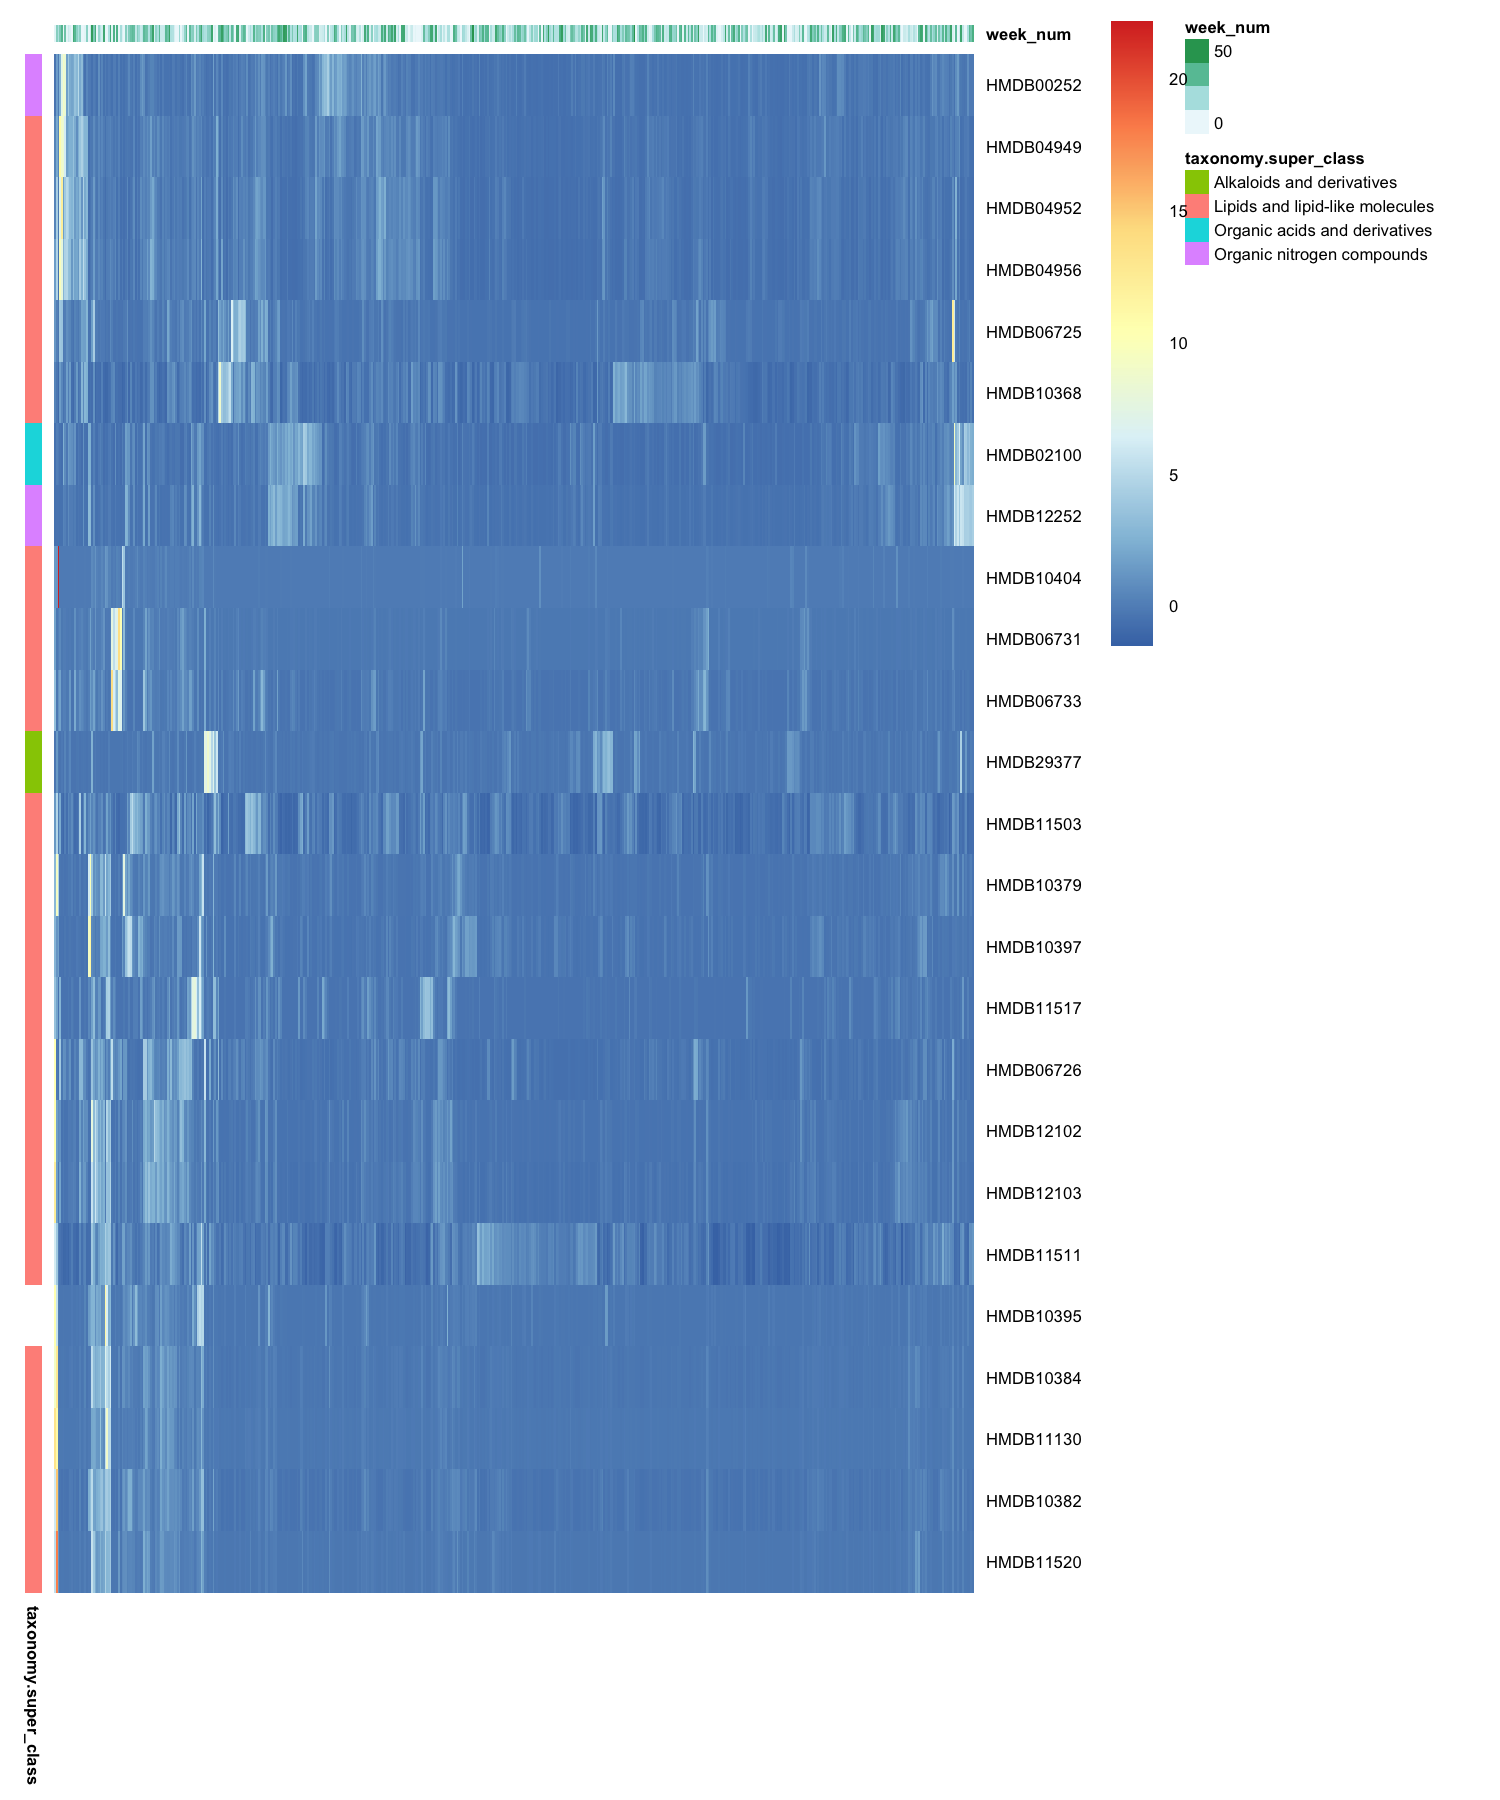 week_num
HMDB00252
HMDB04949
HMDB04952
HMDB04956
HMDB06725
HMDB10368
HMDB02100
HMDB12252
HMDB10404
HMDB06731
HMDB06733
HMDB29377
HMDB11503
HMDB10379
HMDB10397
HMDB11517
HMDB06726
HMDB12102
HMDB12103
HMDB11511
HMDB10395
HMDB10384
HMDB11130
HMDB10382
HMDB11520
taxonomy.super_class
20
15
10
5
0
week_num
50
0
taxonomy.super_class
Alkaloids and derivatives
Lipids and lipid-like molecules
Organic acids and derivatives
Organic nitrogen compounds